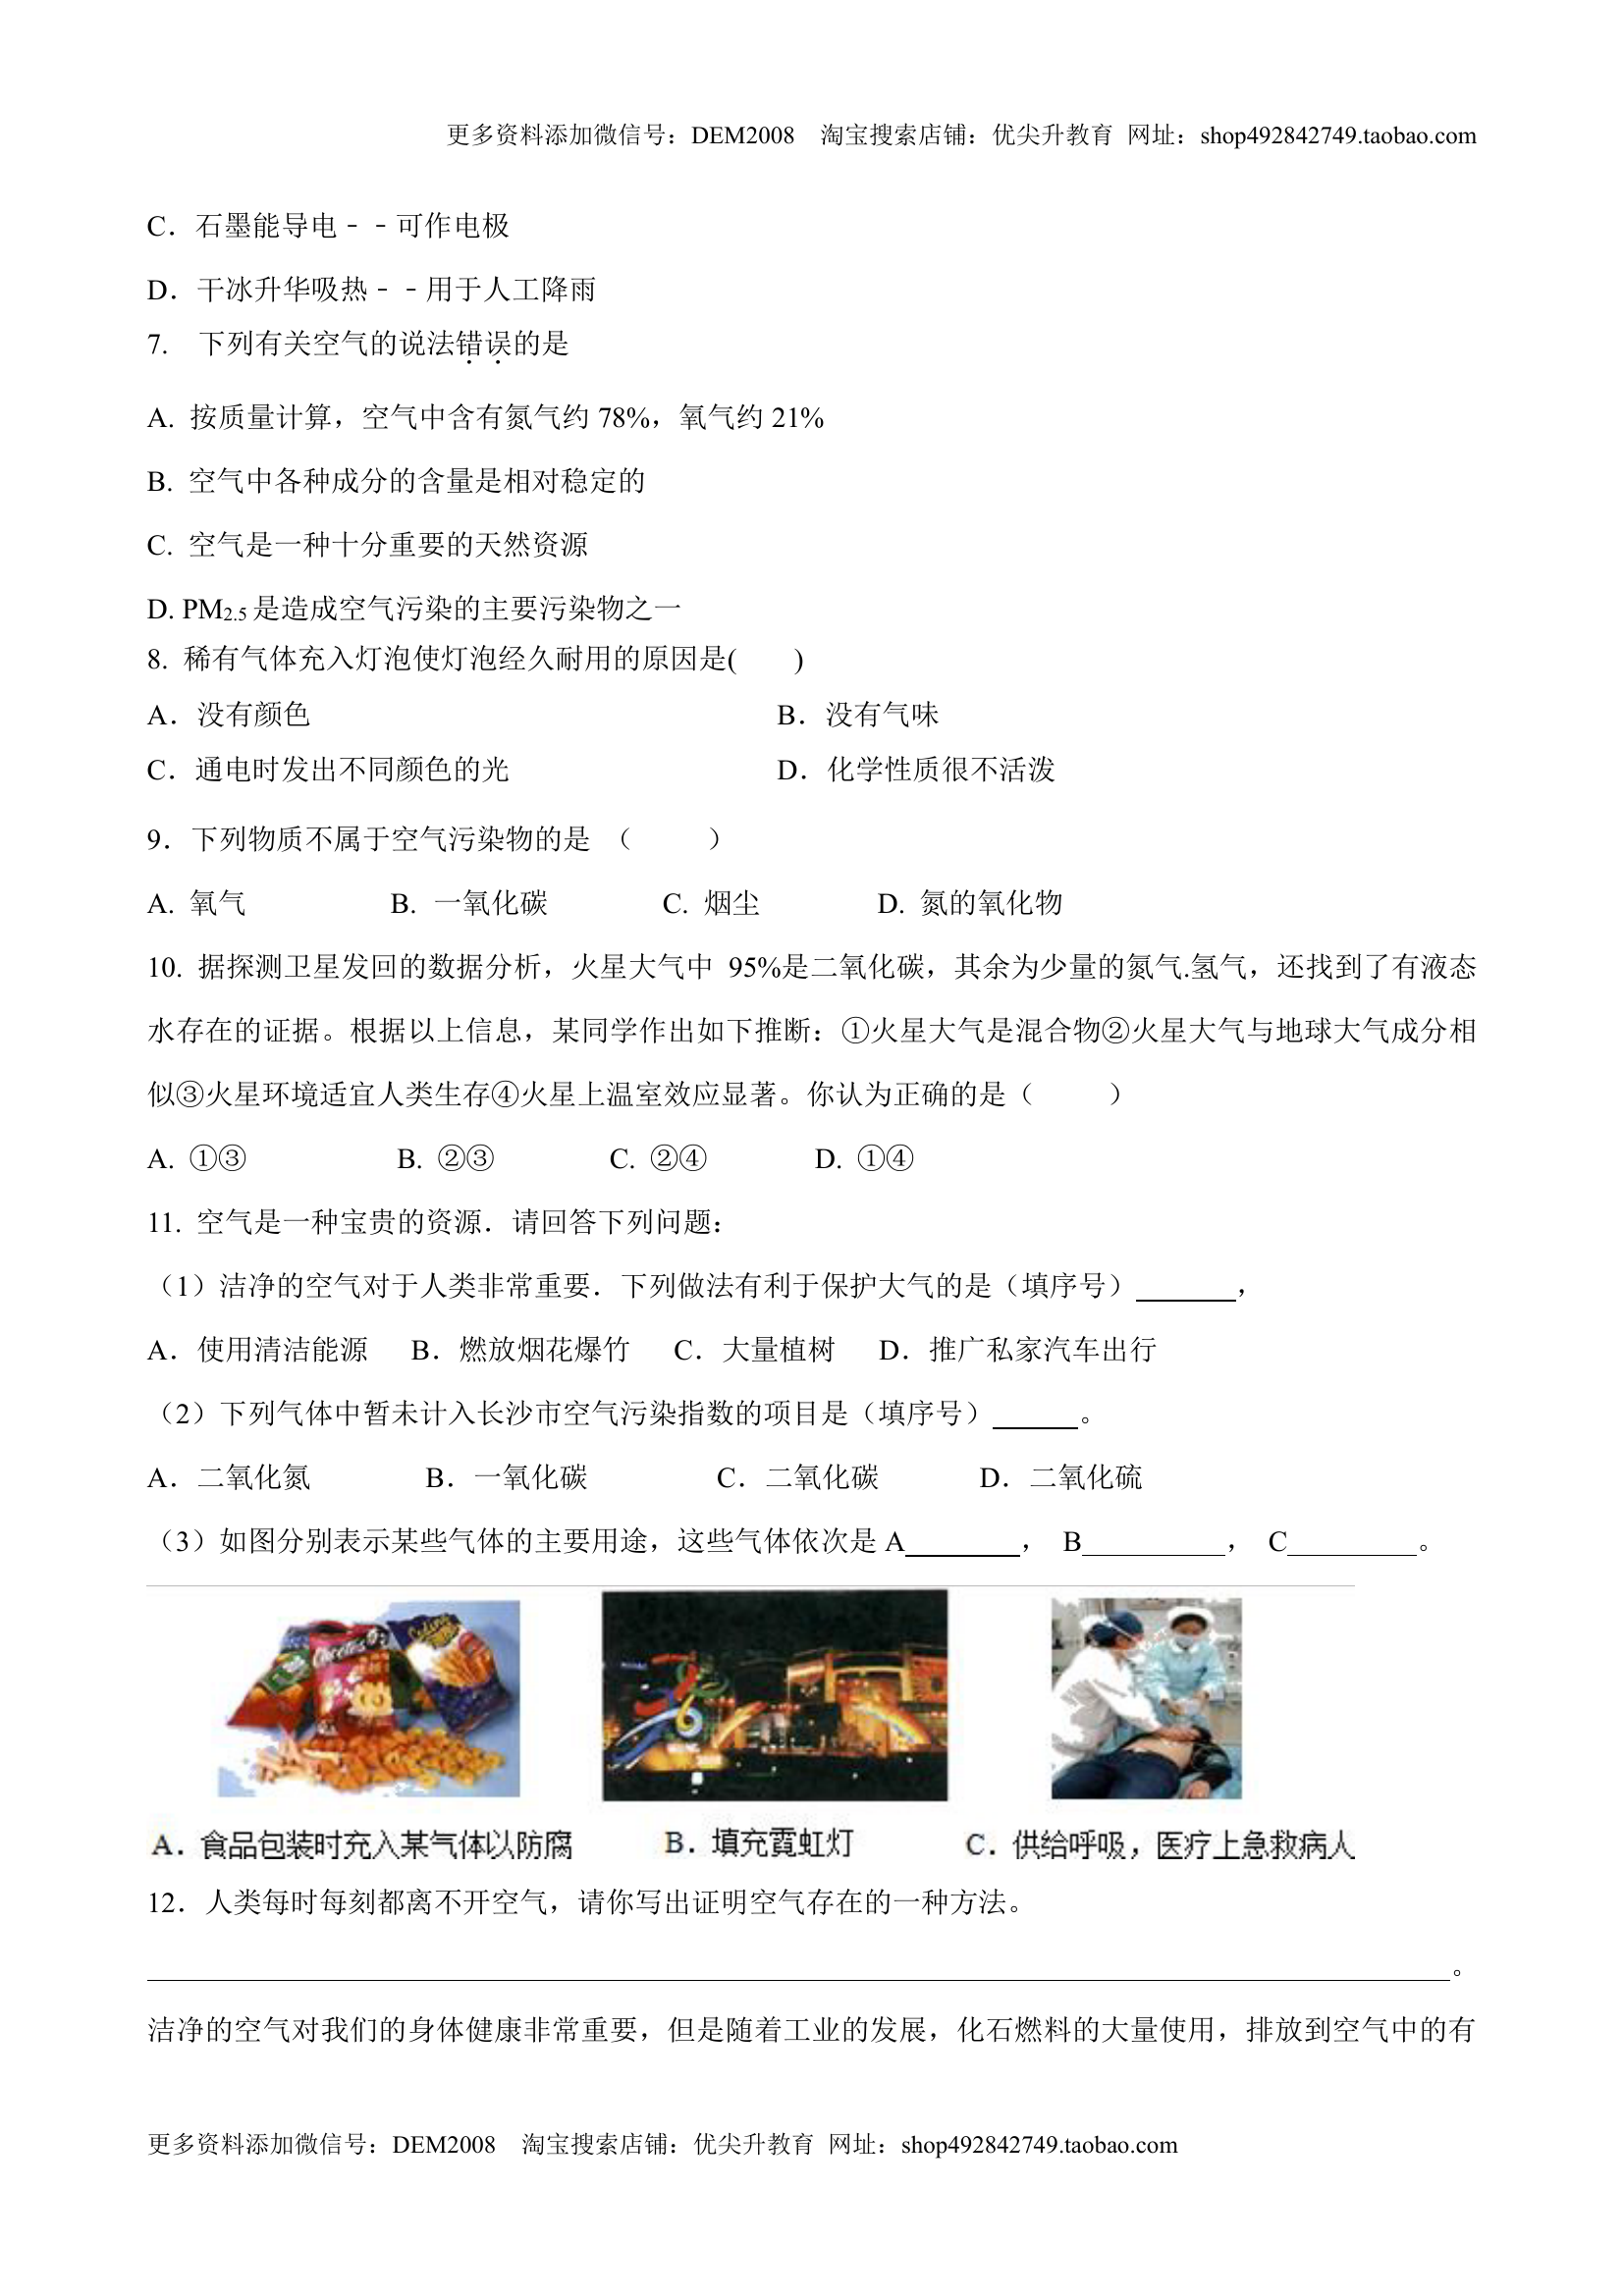 更多资料添加微信号：DEM2008 淘宝搜索店铺：优尖升教育 网址：shop492842749.taobao.com
C．石墨能导电﹣﹣可作电极
D．干冰升华吸热﹣﹣用于人工降雨
7. 下列有关空气的说法错误的是
A. 按质量计算，空气中含有氮气约 78%，氧气约 21%
B. 空气中各种成分的含量是相对稳定的
C. 空气是一种十分重要的天然资源
D. PM2.5 是造成空气污染的主要污染物之一
8. 稀有气体充入灯泡使灯泡经久耐用的原因是( )
A．没有颜色 B．没有气味
C．通电时发出不同颜色的光 D．化学性质很不活泼
9．下列物质不属于空气污染物的是 （ ）
A. 氧气 B. 一氧化碳 C. 烟尘 D. 氮的氧化物
10. 据探测卫星发回的数据分析，火星大气中 95%是二氧化碳，其余为少量的氮气.氢气，还找到了有液态
水存在的证据。根据以上信息，某同学作出如下推断：①火星大气是混合物②火星大气与地球大气成分相
似③火星环境适宜人类生存④火星上温室效应显著。你认为正确的是（ ）
A. ①③ B. ②③ C. ②④ D. ①④
11. 空气是一种宝贵的资源．请回答下列问题：
（1）洁净的空气对于人类非常重要．下列做法有利于保护大气的是（填序号）_______，
A．使用清洁能源 B．燃放烟花爆竹 C．大量植树 D．推广私家汽车出行
（2）下列气体中暂未计入长沙市空气污染指数的项目是（填序号）______。
A．二氧化氮 B．一氧化碳 C．二氧化碳 D．二氧化硫
（3）如图分别表示某些气体的主要用途，这些气体依次是 A________， B__________， C_________。
Cheetos
A．食品包装时充入某气体以防腐 B．填充霓虹灯 C．供给呼吸，医疗上急救病人
12．人类每时每刻都离不开空气，请你写出证明空气存在的一种方法。
____________________________________________。
洁净的空气对我们的身体健康非常重要，但是随着工业的发展，化石燃料的大量使用，排放到空气中的有
更多资料添加微信号：DEM2008 淘宝搜索店铺：优尖升教育 网址：shop492842749.taobao.com